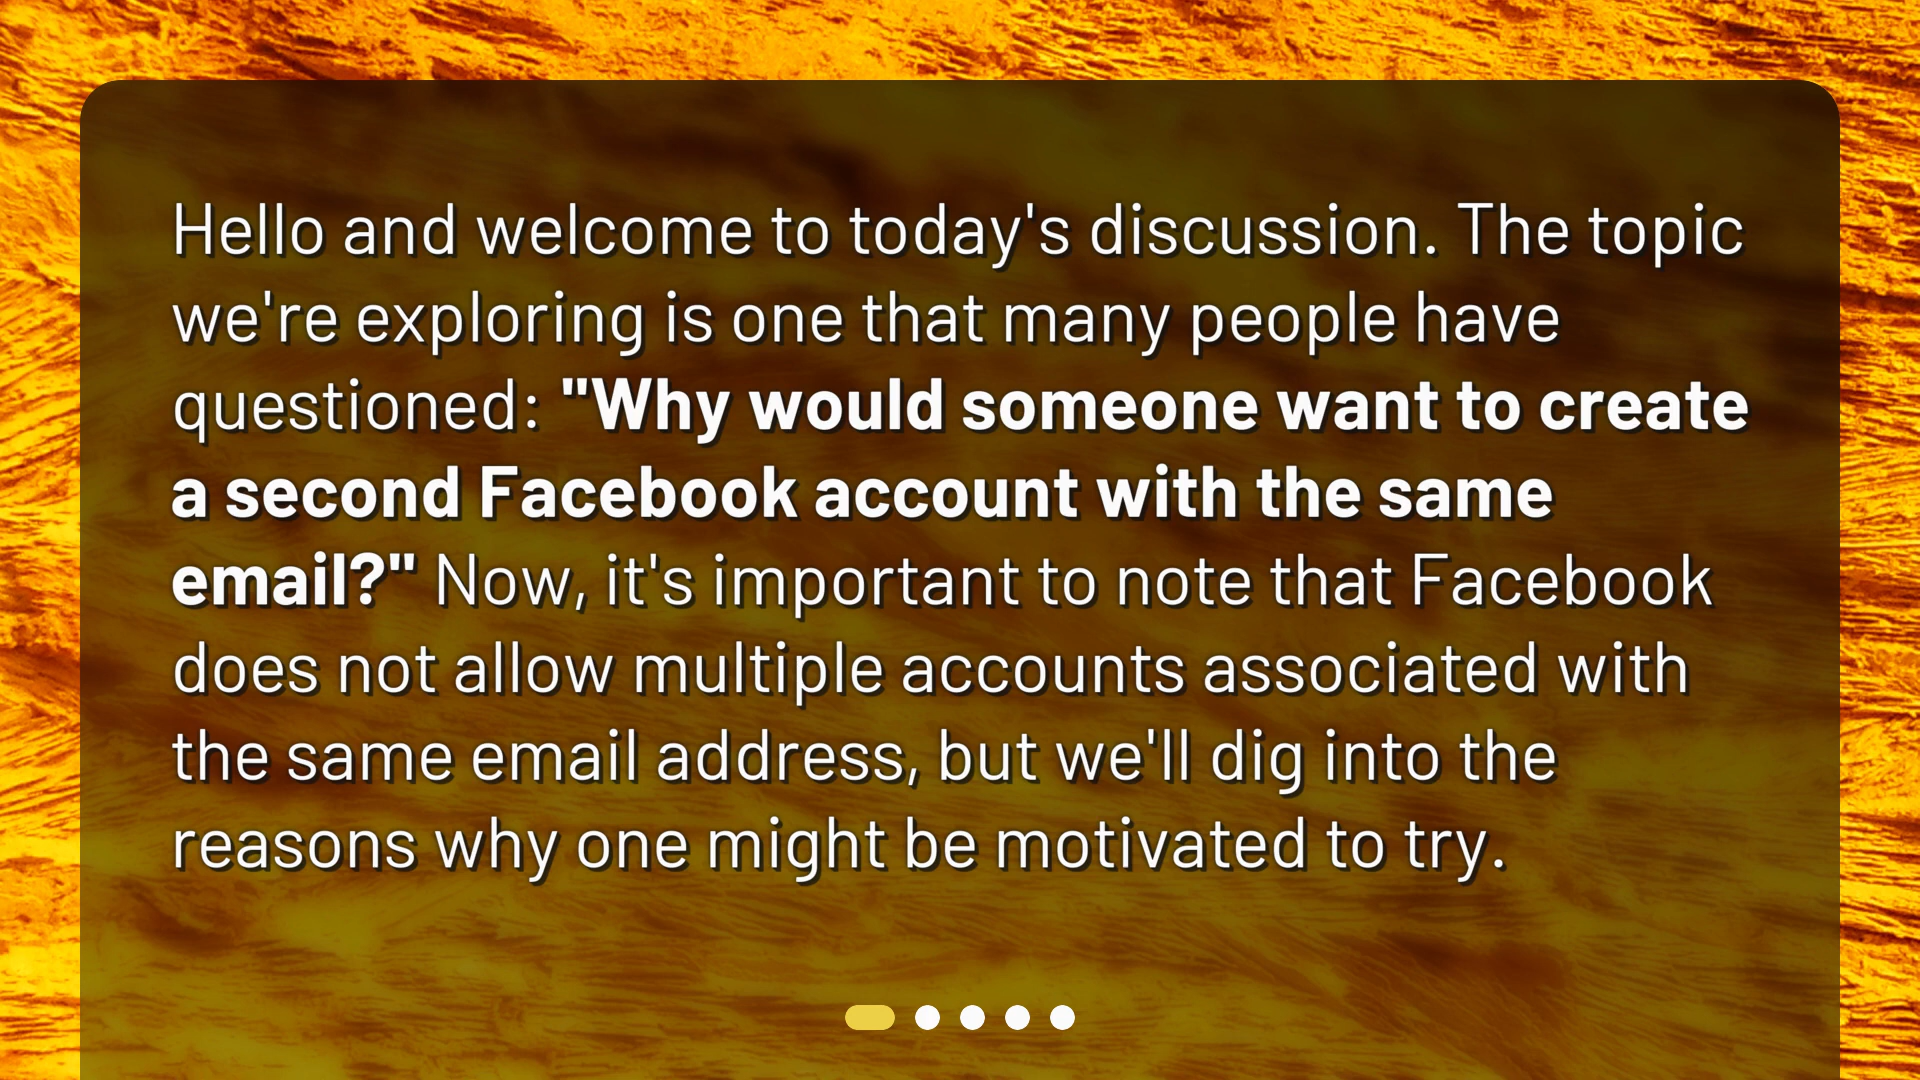 Hello and welcome to today's discussion. The topic
we're exploring is one that many people have
questioned: "Why would someone want to create
a second Facebook account with the same
email?" Now, it's important to note that Facebook
does not allow multiple accounts associated with
the same email address, but we'll dig into the
reasons why one might be motivated to try.